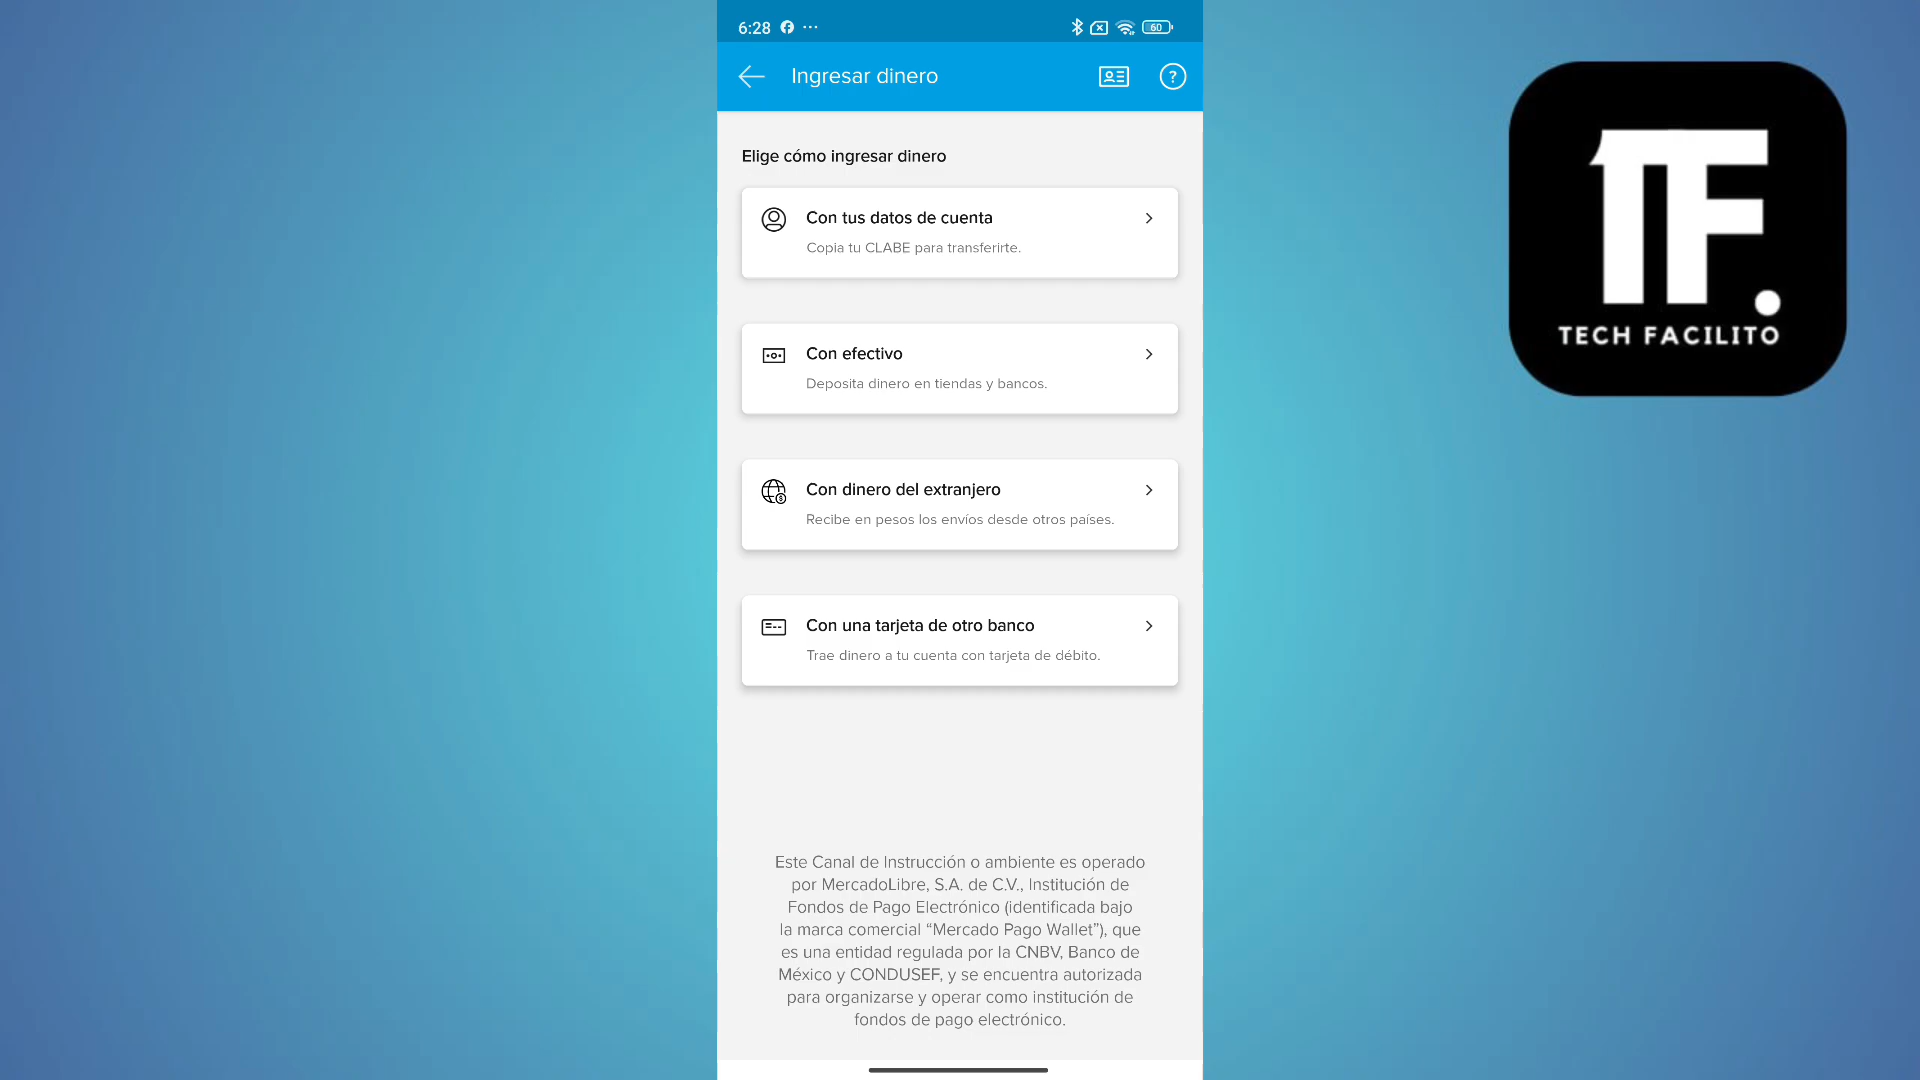 6:28
60
Ingresar dinero
Elige cómo ingresar dinero
Con tus datos de cuenta
Copia tu CLABE para transferirte.
Con efectivo
Deposita dinero en tiendas y bancos.
Con dinero del extranjero
Recibe en pesos los envíos desde otros países.
Con una tarjeta de otro banco
Trae dinero a tu cuenta con tarjeta de débito.
Este Canal de Instrucción o ambiente es operado
por MercadoLibre, S.A. de C.V., Institución de
Fondos de Pago Electrónico (identificada bajo
la marca comercial “Mercado Pago Wallet”), que
es una entidad regulada por la CNBV, Banco de
México y CONDUSEF, y se encuentra autorizada
para organizarse y operar como institución de
fondos de pago electrónico.
TF.
TECH FACILITO